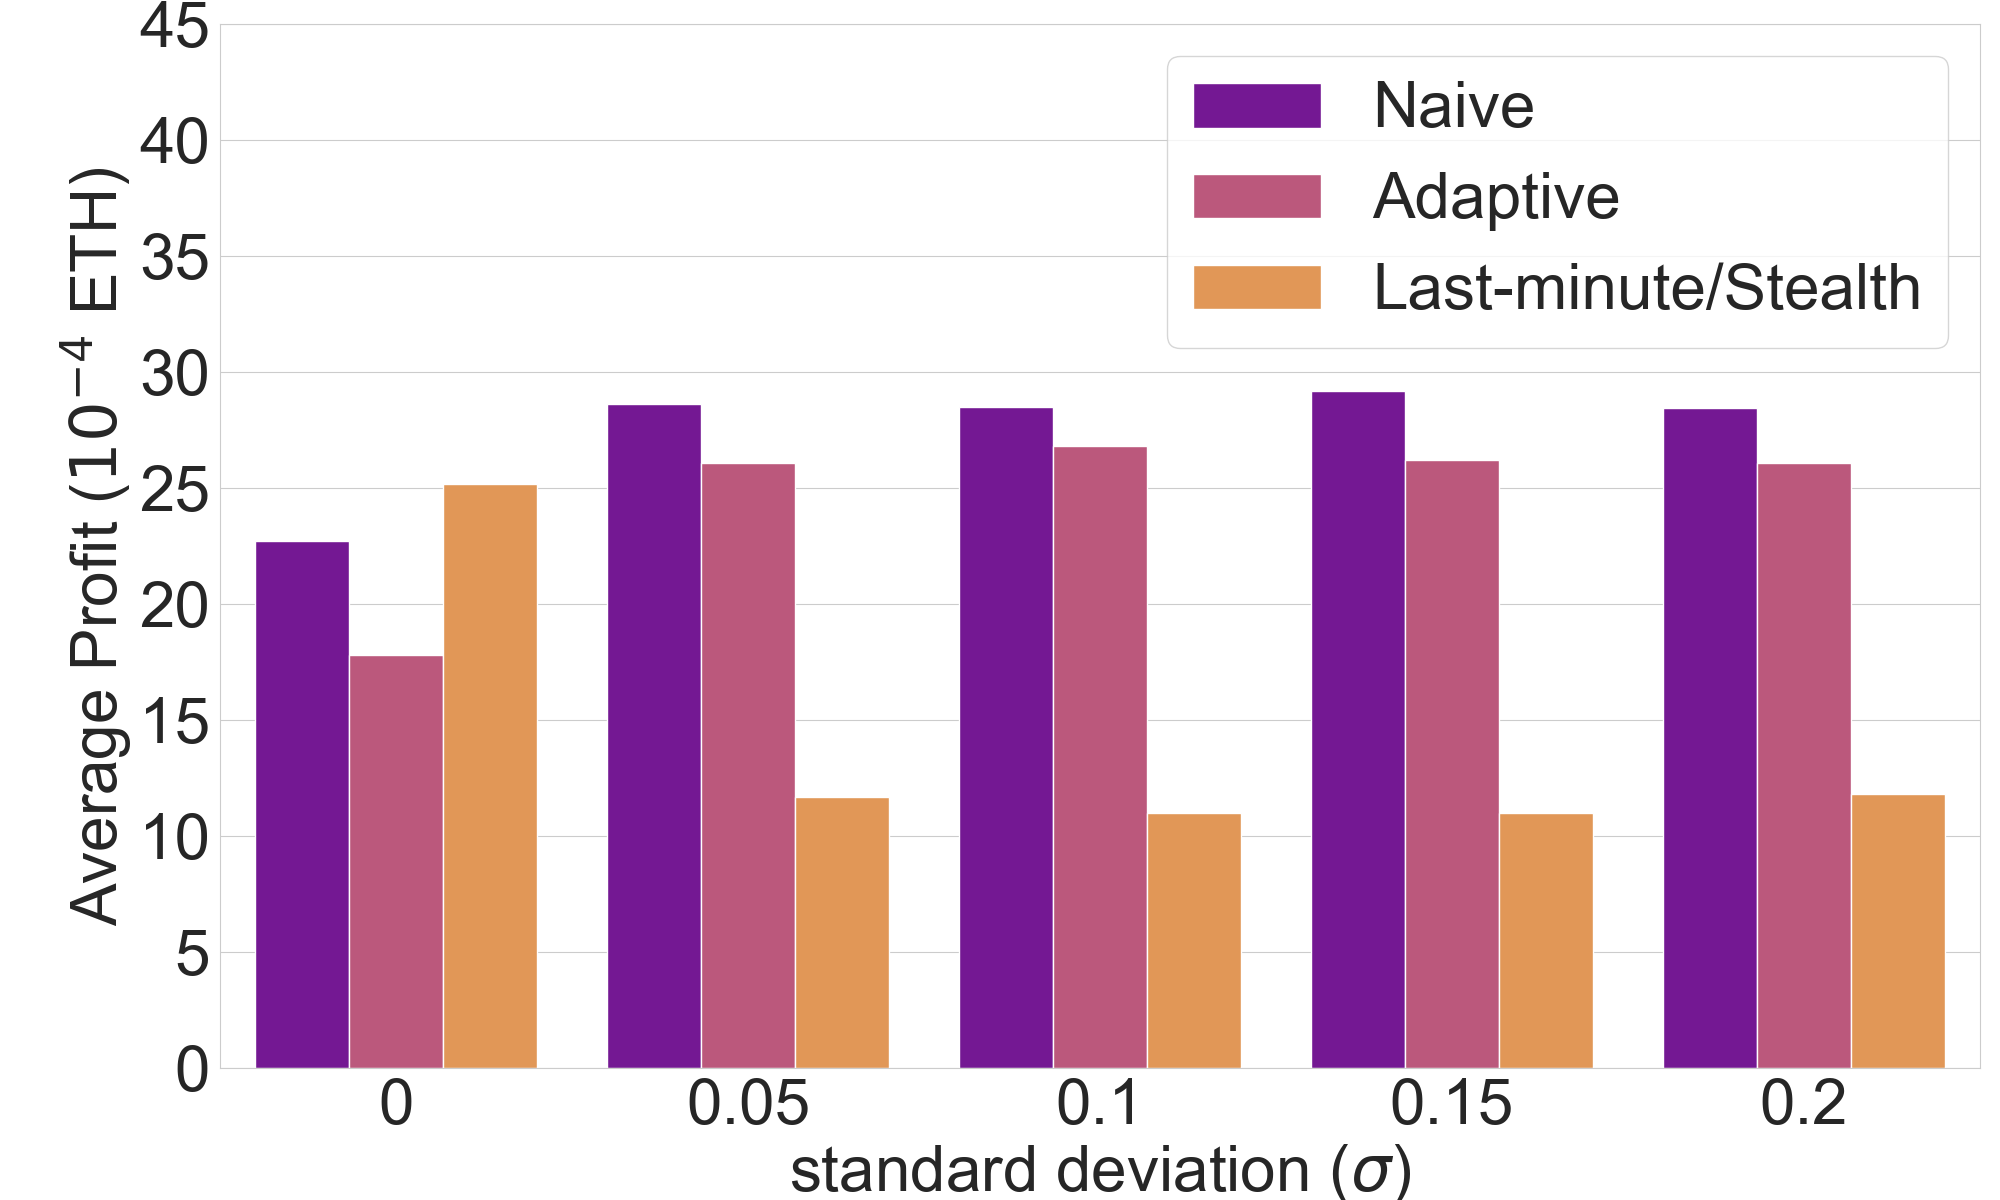 45
40
35
30
25
20
15
10
5
0
Average Profit (10⁻⁴ ETH)
Naive
Adaptive
Last-minute/Stealth
0 0.05 0.1 0.15 0.2
standard deviation (σ)